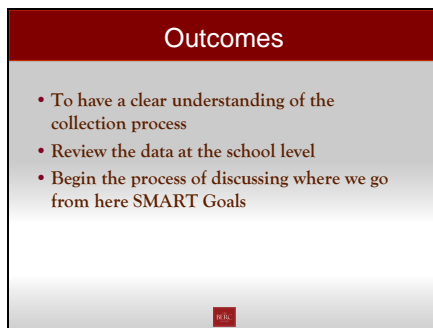 Outcomes
• To have a clear understanding of the
collection process
• Review the data at the school level
• Begin the process of discussing where we go
from here SMART Goals
BERC